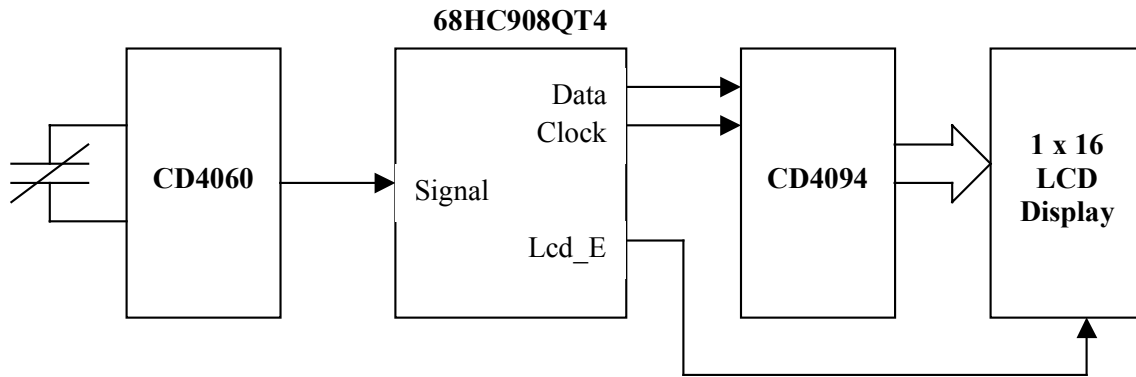 68HC908QT4
CD4060
Signal
Data
Clock
Lcd_E
CD4094
1 x 16
LCD
Display